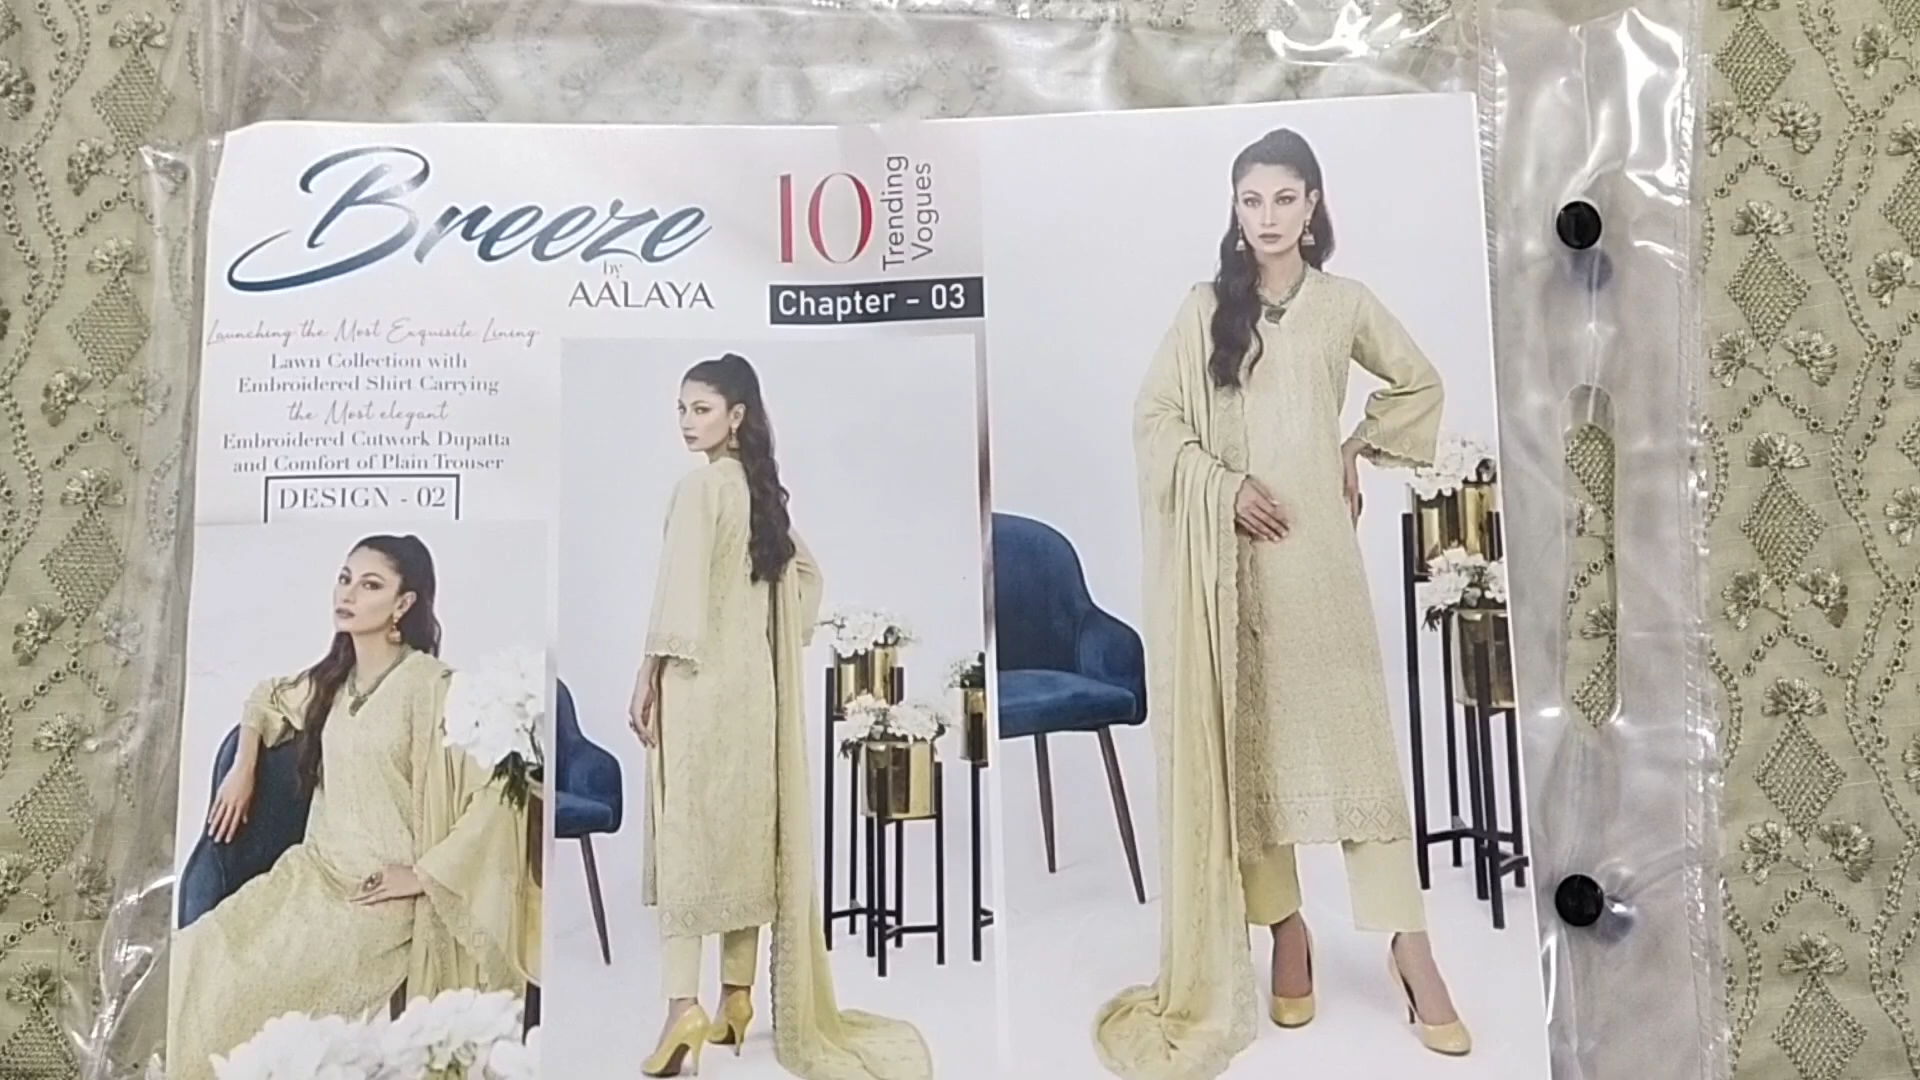 Breeze
by
AALAYA
10
Trending
Vogues
Chapter - 03
Launching the Most Exquisite Lining
Lawn Collection with
Embroidered Shirt Carrying
the Most elegant
Embroidered Cutwork Dupatta
and Comfort of Plain Trouser
DESIGN - 02